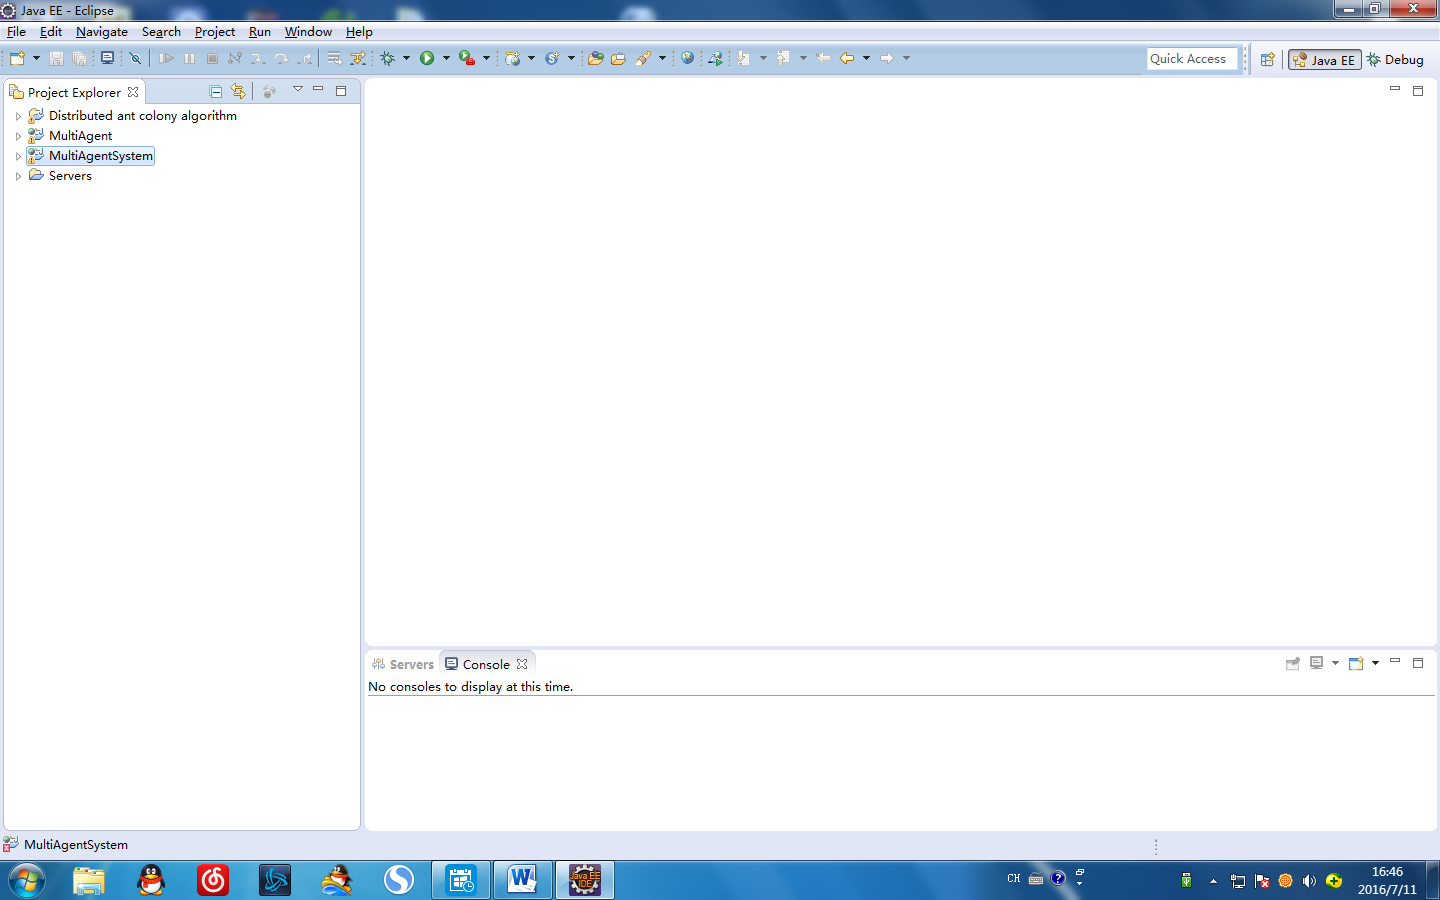 Java EE - Eclipse
File Edit Navigate Search Project Run Window Help
Quick Access
Java EE
Debug
Project Explorer
Distributed ant colony algorithm
MultiAgent
MultiAgentSystem
Servers
Servers
Console
No consoles to display at this time.
MultiAgentSystem
W
Java EE
IDE
CH
16:46
2016/7/11